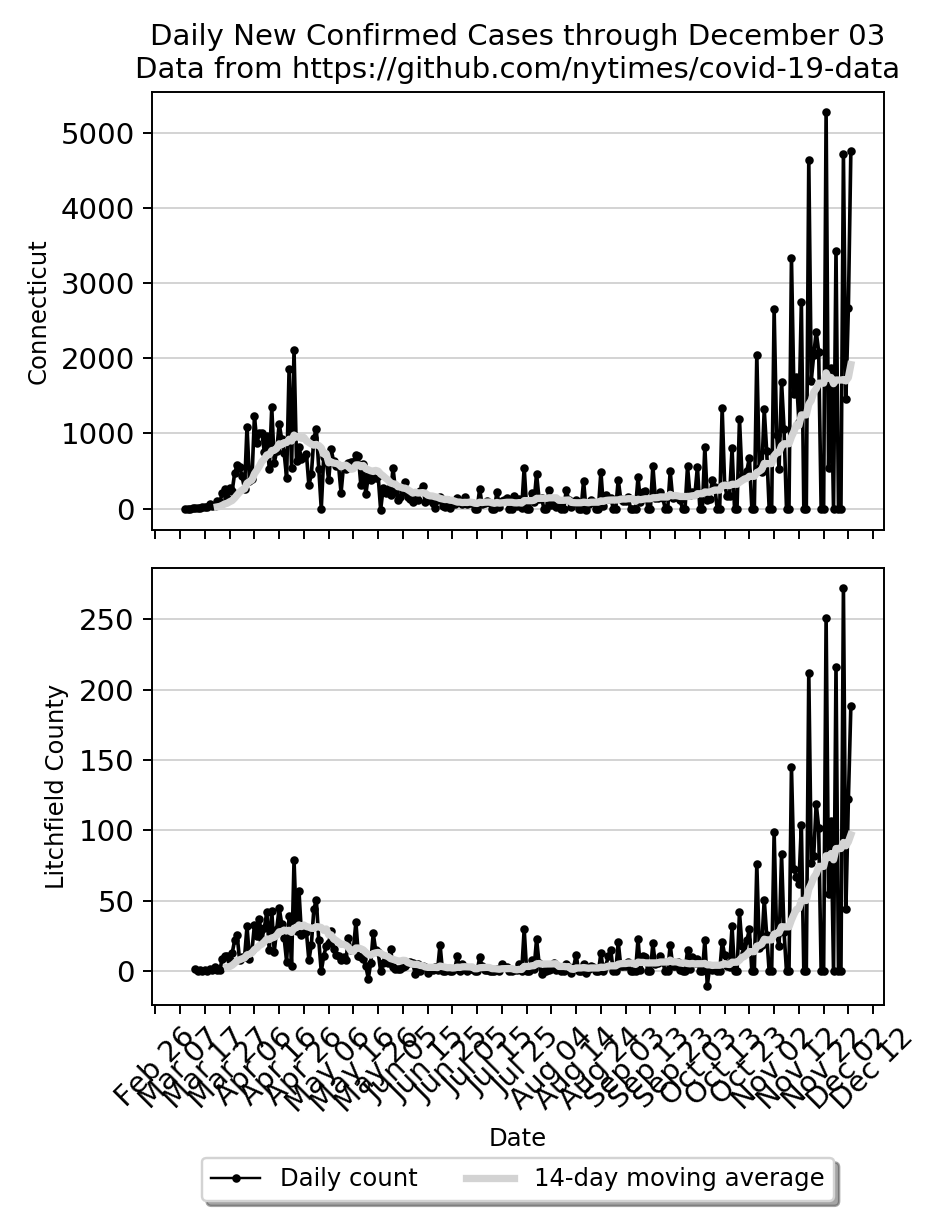 Daily New Confirmed Cases through December 03
Data from https://github.com/nytimes/covid-19-data
5000
4000
3000
2000
1000
0
Connecticut
250
200
150
100
50
0
Litchfield County
Feb 26
Mar 07
Mar 17
Mar 27
Apr 06
Apr 16
Apr 26
May 06
May 16
May 26
Jun 05
Jun 15
Jun 25
Jul 05
Jul 15
Jul 25
Aug 04
Aug 14
Aug 24
Sep 03
Sep 13
Sep 23
Oct 03
Oct 13
Oct 23
Nov 02
Nov 12
Nov 22
Dec 02
Dec 12
Date
Daily count
14-day moving average